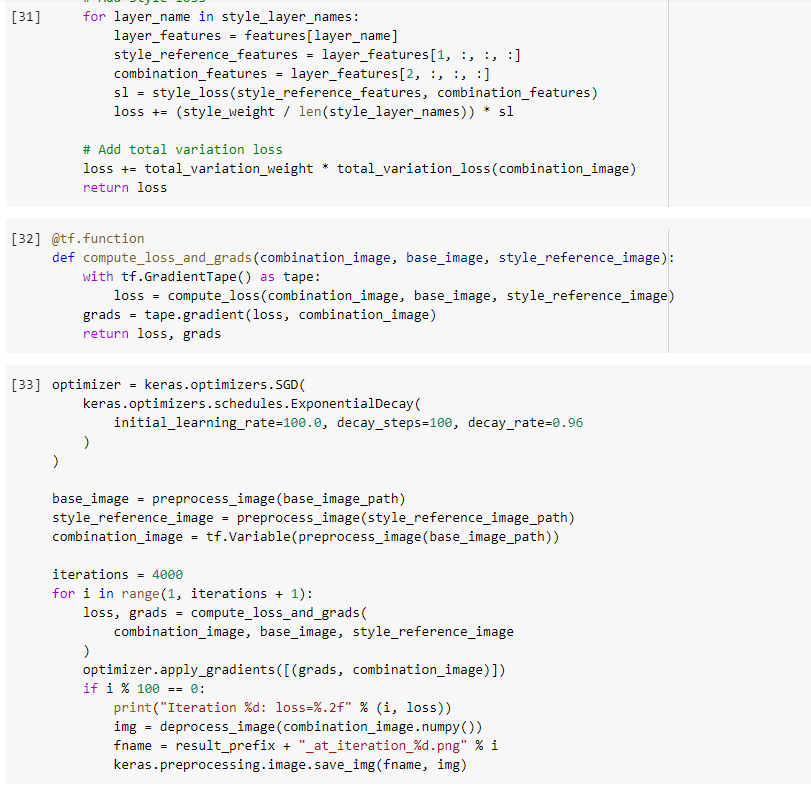 # Add style loss
[31] for layer_name in style_layer_names:
layer_features = features[layer_name]
style_reference_features = layer_features[1, :, :, :]
combination_features = layer_features[2, :, :, :]
sl = style_loss(style_reference_features, combination_features)
loss += (style_weight / len(style_layer_names)) * sl
# Add total variation loss
loss += total_variation_weight * total_variation_loss(combination_image)
return loss
[32] @tf.function
def compute_loss_and_grads(combination_image, base_image, style_reference_image):
with tf.GradientTape() as tape:
loss = compute_loss(combination_image, base_image, style_reference_image)
grads = tape.gradient(loss, combination_image)
return loss, grads
[33] optimizer = keras.optimizers.SGD(
keras.optimizers.schedules.ExponentialDecay(
initial_learning_rate=100.0, decay_steps=100, decay_rate=0.96
)
)
base_image = preprocess_image(base_image_path)
style_reference_image = preprocess_image(style_reference_image_path)
combination_image = tf.Variable(preprocess_image(base_image_path))
iterations = 4000
for i in range(1, iterations + 1):
loss, grads = compute_loss_and_grads(
combination_image, base_image, style_reference_image
)
optimizer.apply_gradients([(grads, combination_image)])
if i % 100 == 0:
print("Iteration %d: loss=%.2f" % (i, loss))
img = deprocess_image(combination_image.numpy())
fname = result_prefix + "_at_iteration_%d.png" % i
keras.preprocessing.image.save_img(fname, img)